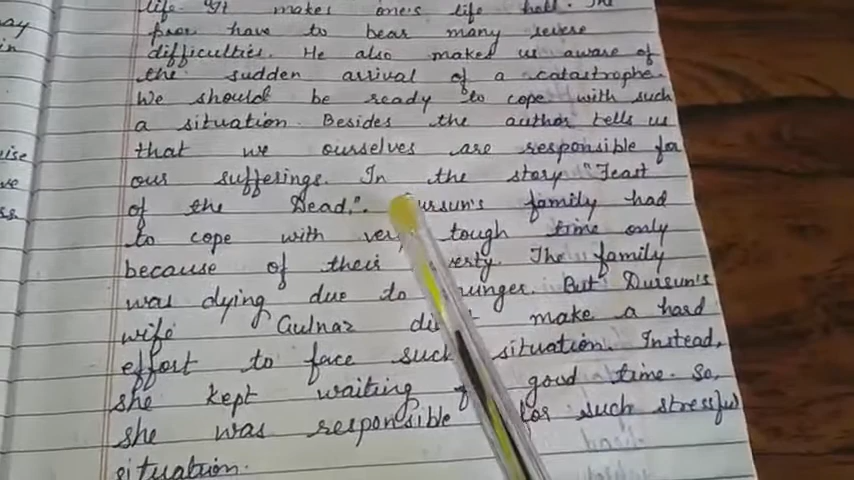 life. It makes one's life hell. The
poor have to bear many severe
difficulties. He also makes us aware of
the sudden arrival of a catastrophe.
We should be ready to cope with such
a situation. Besides the author tells us
that we ourselves are responsible for
our sufferings. In the story "Feast
of the Dead,". ursun's family had
to cope with very tough time only
because of their verty. The family
was dying due to hunger. But Dursun's
wife Gulnaz did make a hard
effort to face such situation. Instead,
she kept waiting good time. So,
she was responsible for such stressful
situation.